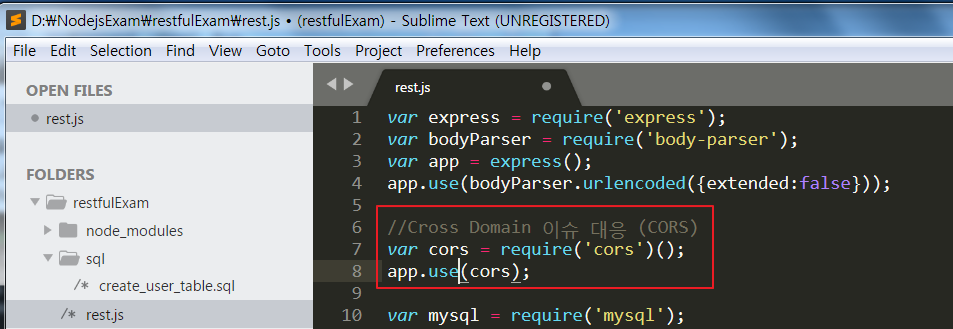 D:₩NodejsExam₩restfulExam₩rest.js • (restfulExam) - Sublime Text (UNREGISTERED)
File Edit Selection Find View Goto Tools Project Preferences Help
OPEN FILES
rest.js
FOLDERS
restfulExam
node_modules
sql
/* create_user_table.sql
/* rest.js
rest.js
1 var express = require('express');
2 var bodyParser = require('body-parser');
3 var app = express();
4 app.use(bodyParser.urlencoded({extended:false}));
5
6 //Cross Domain 이슈 대응 (CORS)
7 var cors = require('cors')();
8 app.use(cors);
9
10 var mysql = require('mysql');